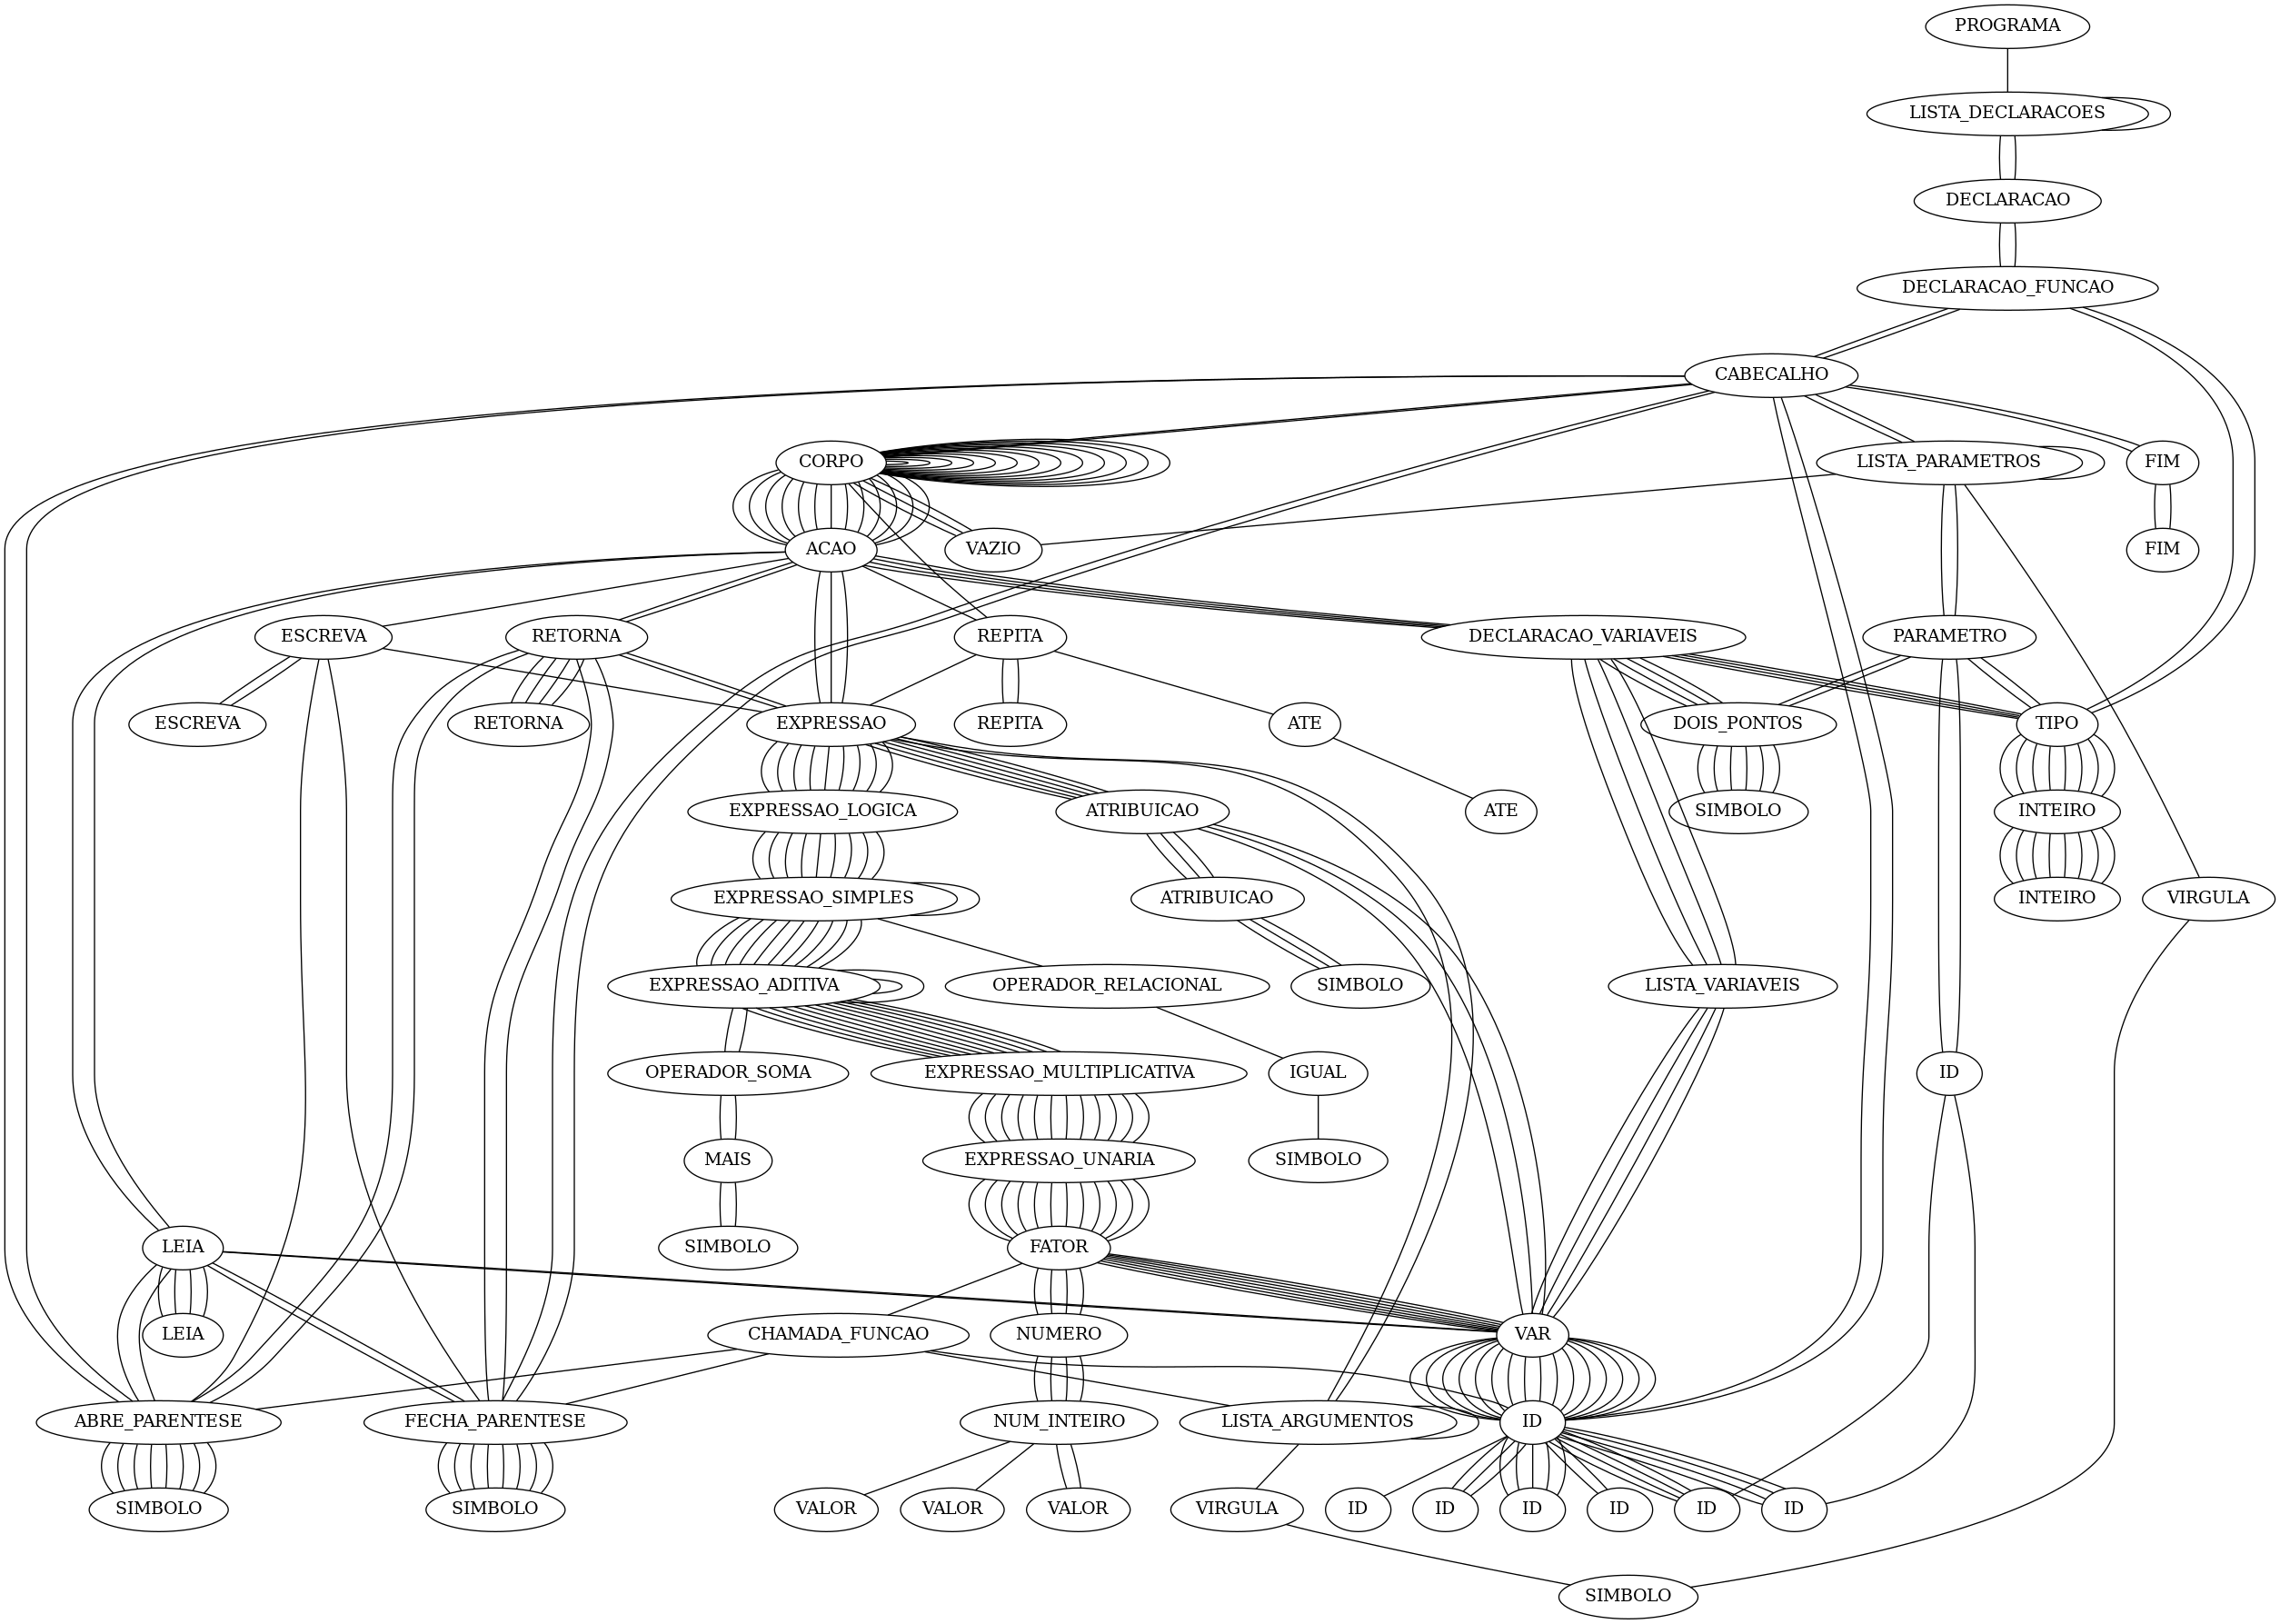 PROGRAMA
LISTA_DECLARACOES
DECLARACAO
DECLARACAO_FUNCAO
CABECALHO
CORPO
LISTA_PARAMETROS
FIM
ACAO
VAZIO
FIM
ESCREVA
RETORNA
REPITA
DECLARACAO_VARIAVEIS
PARAMETRO
ESCREVA
RETORNA
EXPRESSAO
REPITA
ATE
DOIS_PONTOS
TIPO
EXPRESSAO_LOGICA
ATRIBUICAO
ATE
SIMBOLO
INTEIRO
EXPRESSAO_SIMPLES
ATRIBUICAO
INTEIRO
VIRGULA
EXPRESSAO_ADITIVA
OPERADOR_RELACIONAL
SIMBOLO
LISTA_VARIAVEIS
OPERADOR_SOMA
EXPRESSAO_MULTIPLICATIVA
IGUAL
ID
MAIS
EXPRESSAO_UNARIA
SIMBOLO
LEIA
SIMBOLO
FATOR
LEIA
CHAMADA_FUNCAO
NUMERO
VAR
ABRE_PARENTESE
FECHA_PARENTESE
NUM_INTEIRO
LISTA_ARGUMENTOS
ID
SIMBOLO
SIMBOLO
VALOR
VALOR
VALOR
VIRGULA
ID
ID
ID
ID
ID
ID
SIMBOLO